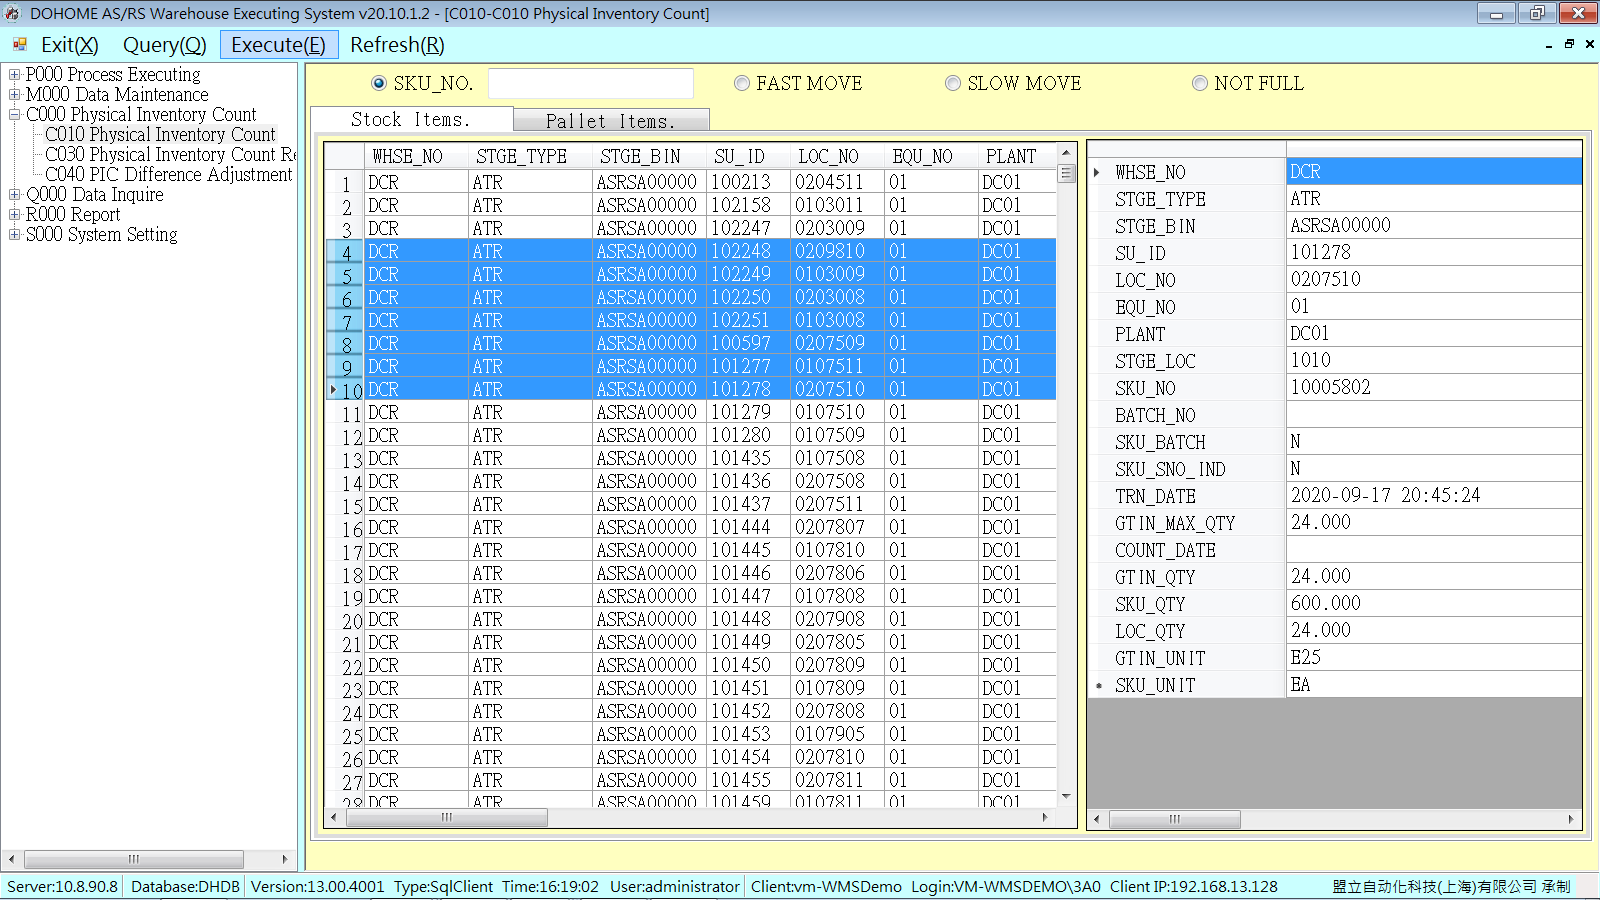 DOHOME AS/RS Warehouse Executing System v20.10.1.2 - [C010-C010 Physical Inventory Count]
Exit(X) Query(Q) Execute(E) Refresh(R)
P000 Process Executing
M000 Data Maintenance
C000 Physical Inventory Count
C010 Physical Inventory Count
C030 Physical Inventory Count Re
C040 PIC Difference Adjustment
Q000 Data Inquire
R000 Report
S000 System Setting
SKU_NO. FAST MOVE SLOW MOVE NOT FULL
Stock Items. Pallet Items.
WHSE_NO STGE_TYPE STGE_BIN SU_ID LOC_NO EQU_NO PLANT
1 DCR ATR ASRSA00000 100213 0204511 01 DC01
2 DCR ATR ASRSA00000 102158 0103011 01 DC01
3 DCR ATR ASRSA00000 102247 0203009 01 DC01
4 DCR ATR ASRSA00000 102248 0209810 01 DC01
5 DCR ATR ASRSA00000 102249 0103009 01 DC01
6 DCR ATR ASRSA00000 102250 0203008 01 DC01
7 DCR ATR ASRSA00000 102251 0103008 01 DC01
8 DCR ATR ASRSA00000 100597 0207509 01 DC01
9 DCR ATR ASRSA00000 101277 0107511 01 DC01
10 DCR ATR ASRSA00000 101278 0207510 01 DC01
11 DCR ATR ASRSA00000 101279 0107510 01 DC01
12 DCR ATR ASRSA00000 101280 0107509 01 DC01
13 DCR ATR ASRSA00000 101435 0107508 01 DC01
14 DCR ATR ASRSA00000 101436 0207508 01 DC01
15 DCR ATR ASRSA00000 101437 0207511 01 DC01
16 DCR ATR ASRSA00000 101444 0207807 01 DC01
17 DCR ATR ASRSA00000 101445 0107810 01 DC01
18 DCR ATR ASRSA00000 101446 0207806 01 DC01
19 DCR ATR ASRSA00000 101447 0107808 01 DC01
20 DCR ATR ASRSA00000 101448 0207908 01 DC01
21 DCR ATR ASRSA00000 101449 0207805 01 DC01
22 DCR ATR ASRSA00000 101450 0207809 01 DC01
23 DCR ATR ASRSA00000 101451 0107809 01 DC01
24 DCR ATR ASRSA00000 101452 0207808 01 DC01
25 DCR ATR ASRSA00000 101453 0107905 01 DC01
26 DCR ATR ASRSA00000 101454 0207810 01 DC01
27 DCR ATR ASRSA00000 101455 0207811 01 DC01
28 DCR ATR ASRSA00000 101459 0107811 01 DC01
WHSE_NO DCR
STGE_TYPE ATR
STGE_BIN ASRSA00000
SU_ID 101278
LOC_NO 0207510
EQU_NO 01
PLANT DC01
STGE_LOC 1010
SKU_NO 10005802
BATCH_NO
SKU_BATCH N
SKU_SNO_IND N
TRN_DATE 2020-09-17 20:45:24
GTIN_MAX_QTY 24.000
COUNT_DATE
GTIN_QTY 24.000
SKU_QTY 600.000
LOC_QTY 24.000
GTIN_UNIT E25
SKU_UNIT EA
Server:10.8.90.8 Database:DHDB Version:13.00.4001 Type:SqlClient Time:16:19:02 User:administrator Client:vm-WMSDemo Login:VM-WMSDEMO\3A0 Client IP:192.168.13.128 盟立自动化科技(上海)有限公司 承制